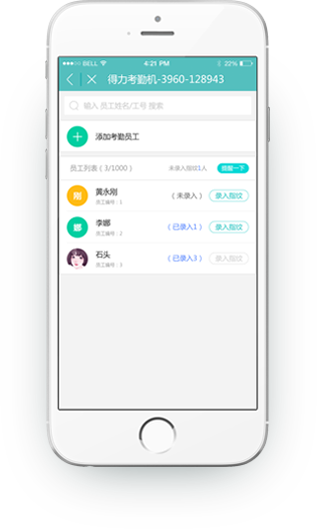 BELL 4:21 PM 22%
得力考勤机-3960-128943
输入 员工姓名/工号 搜索
添加考勤员工
员工列表（3/1000） 未录入指纹1人 提醒一下
刚 黄永刚 （未录入） 录入指纹
员工编号：1
娜 李娜 （已录入1） 录入指纹
员工编号：2
石头 （已录入3） 录入指纹
员工编号：3